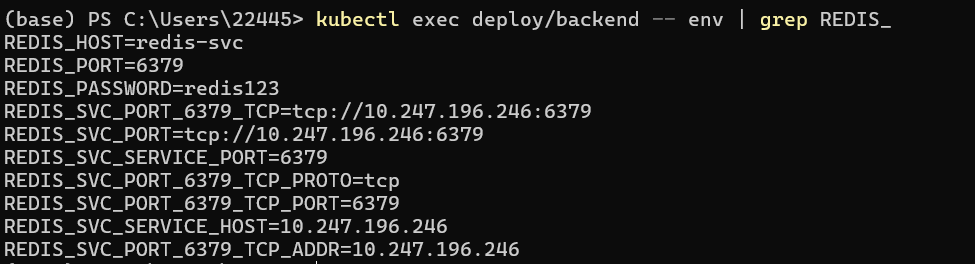 (base) PS C:\Users\22445> kubectl exec deploy/backend -- env | grep REDIS_
REDIS_HOST=redis-svc
REDIS_PORT=6379
REDIS_PASSWORD=redis123
REDIS_SVC_PORT_6379_TCP=tcp://10.247.196.246:6379
REDIS_SVC_PORT=tcp://10.247.196.246:6379
REDIS_SVC_SERVICE_PORT=6379
REDIS_SVC_PORT_6379_TCP_PROTO=tcp
REDIS_SVC_PORT_6379_TCP_PORT=6379
REDIS_SVC_SERVICE_HOST=10.247.196.246
REDIS_SVC_PORT_6379_TCP_ADDR=10.247.196.246